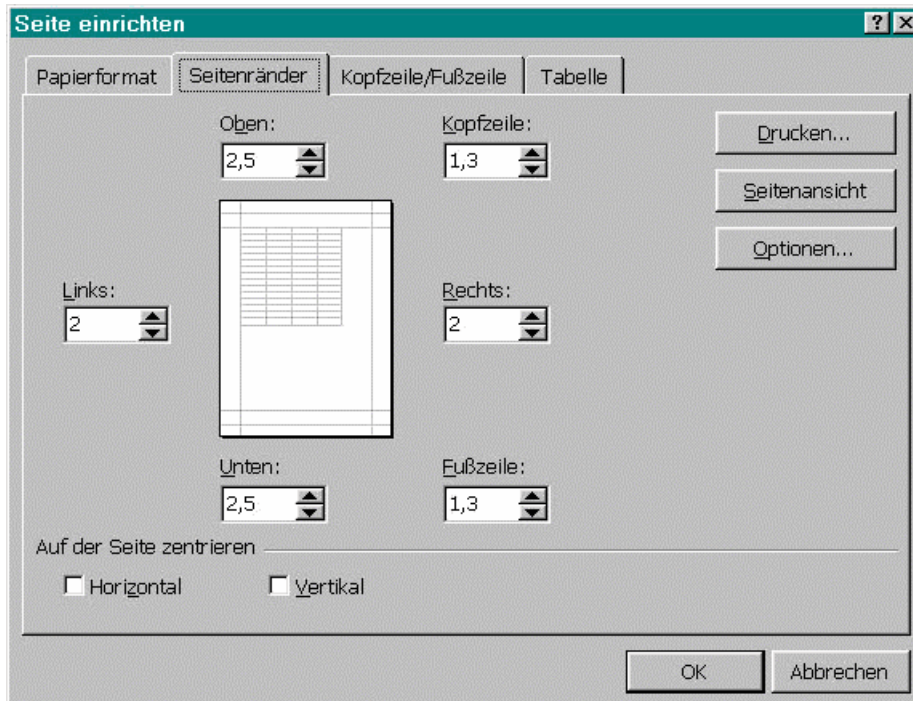 Seite einrichten
Papierformat Seitenränder Kopfzeile/Fußzeile Tabelle
Oben: Kopfzeile:
2,5 1,3
Drucken...
Seitenansicht
Optionen...
Links: Rechts:
2 2
Unten: Fußzeile:
2,5 1,3
Auf der Seite zentrieren
Horizontal Vertikal
OK Abbrechen